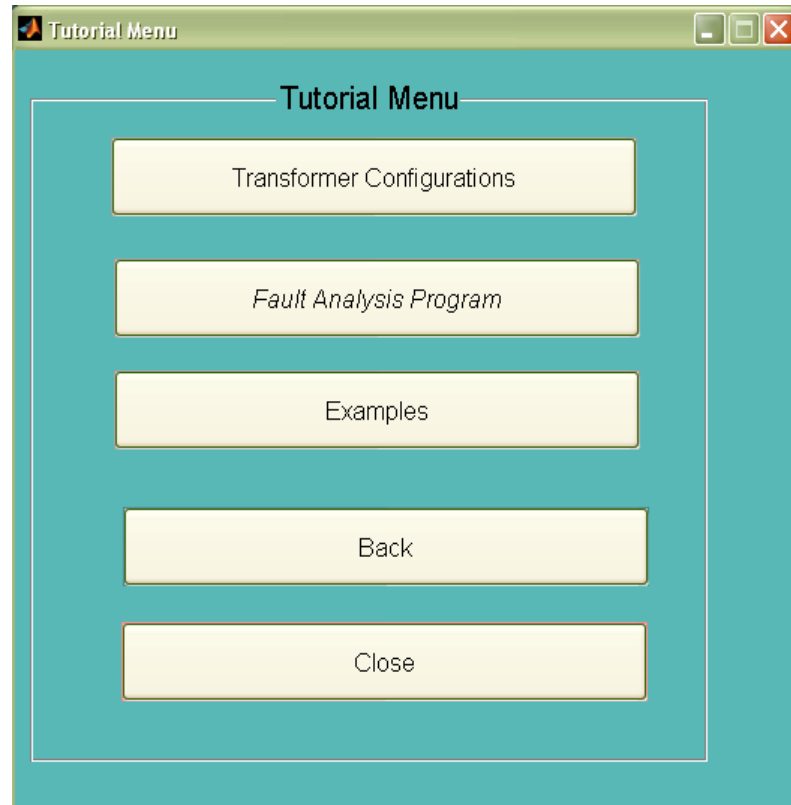 Tutorial Menu
Tutorial Menu
Transformer Configurations
Fault Analysis Program
Examples
Back
Close